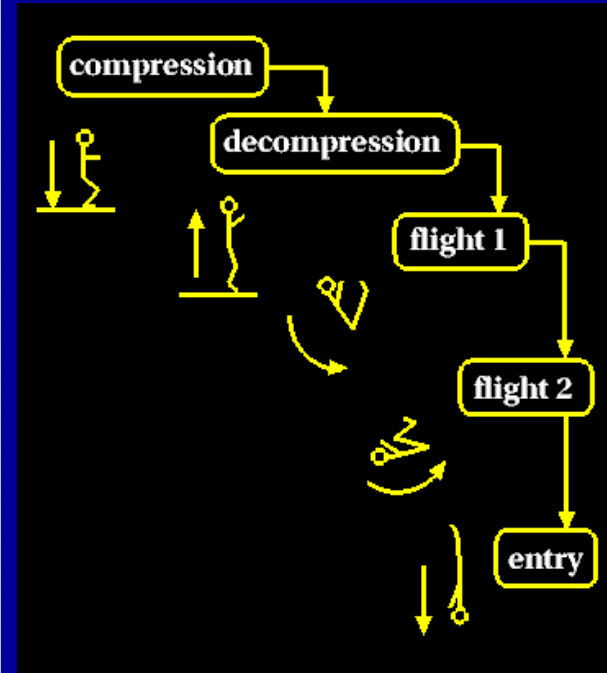 compression
decompression
flight 1
flight 2
entry